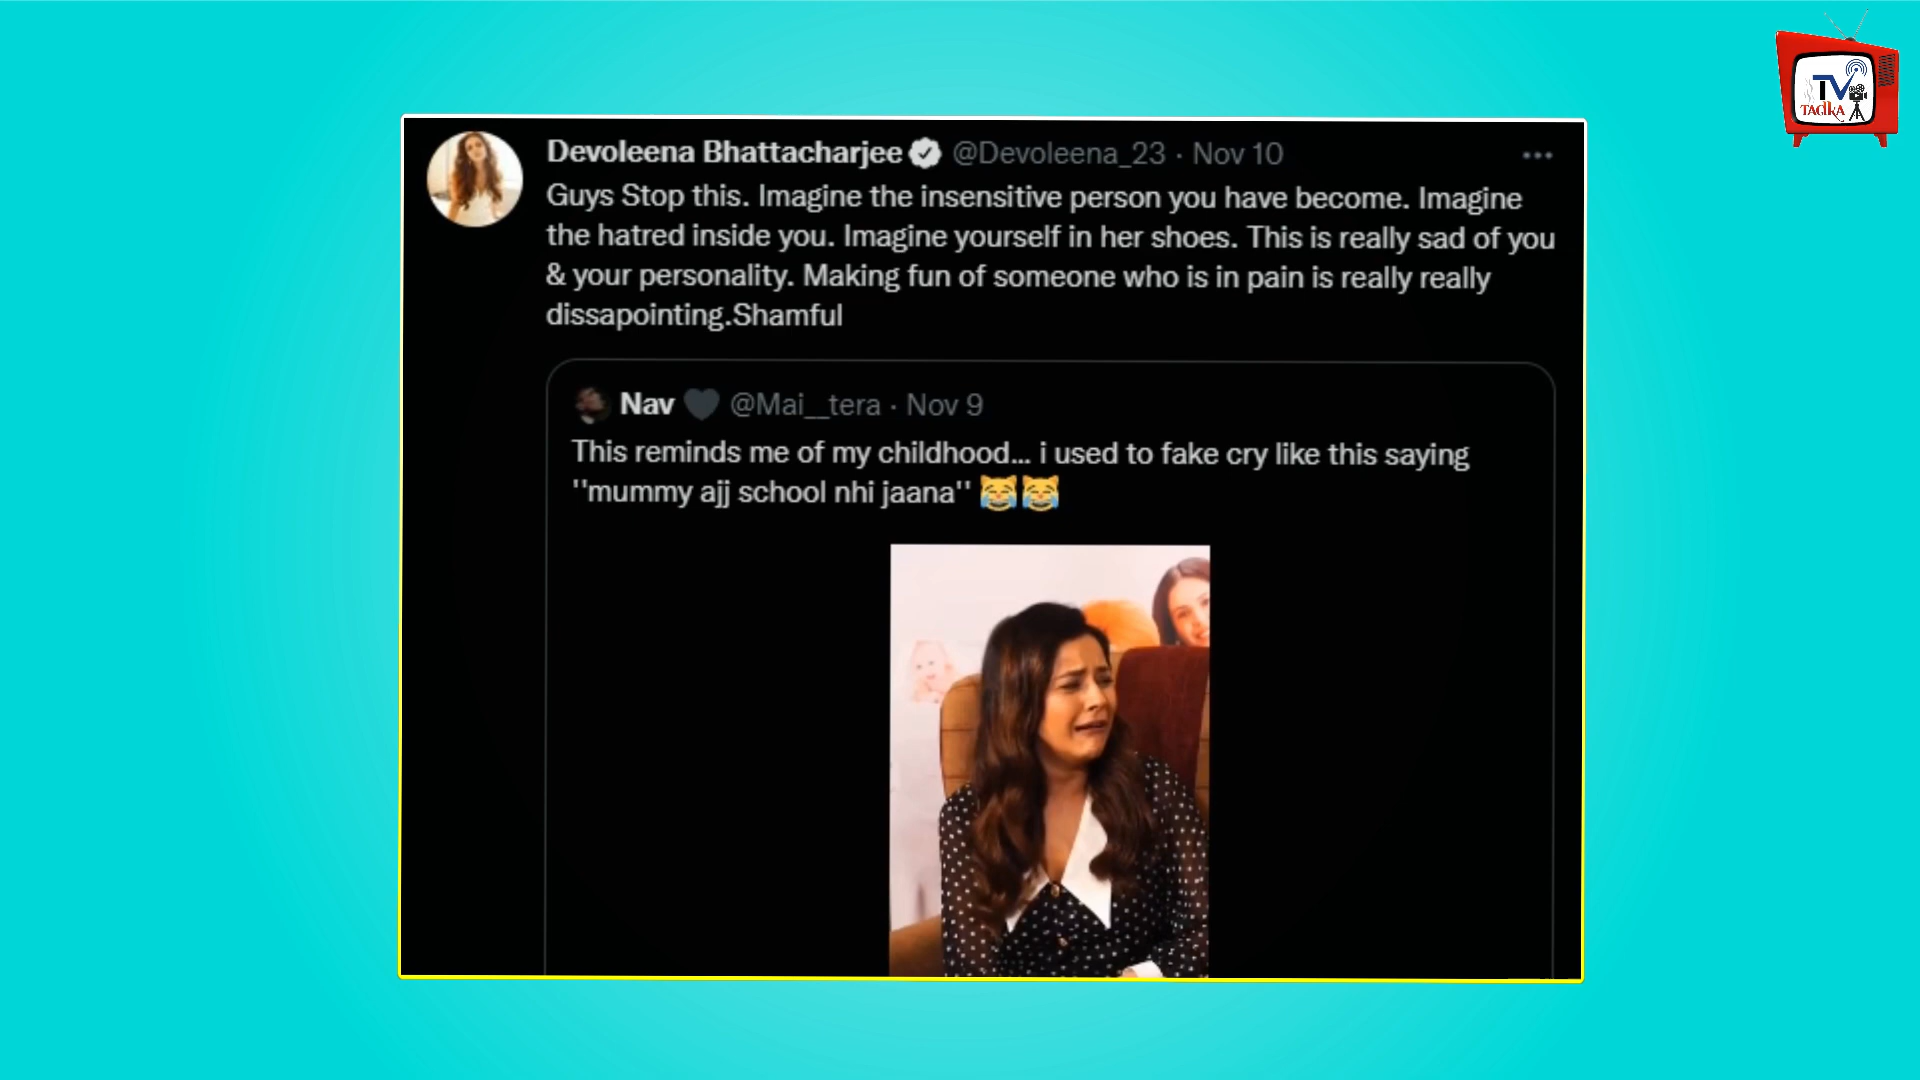 TV
TADKA
Devoleena Bhattacharjee @Devoleena_23 · Nov 10
Guys Stop this. Imagine the insensitive person you have become. Imagine
the hatred inside you. Imagine yourself in her shoes. This is really sad of you
& your personality. Making fun of someone who is in pain is really really
dissapointing.Shamful
Nav 🖤 @Mai__tera · Nov 9
This reminds me of my childhood... i used to fake cry like this saying
''mummy ajj school nhi jaana'' 😹😹